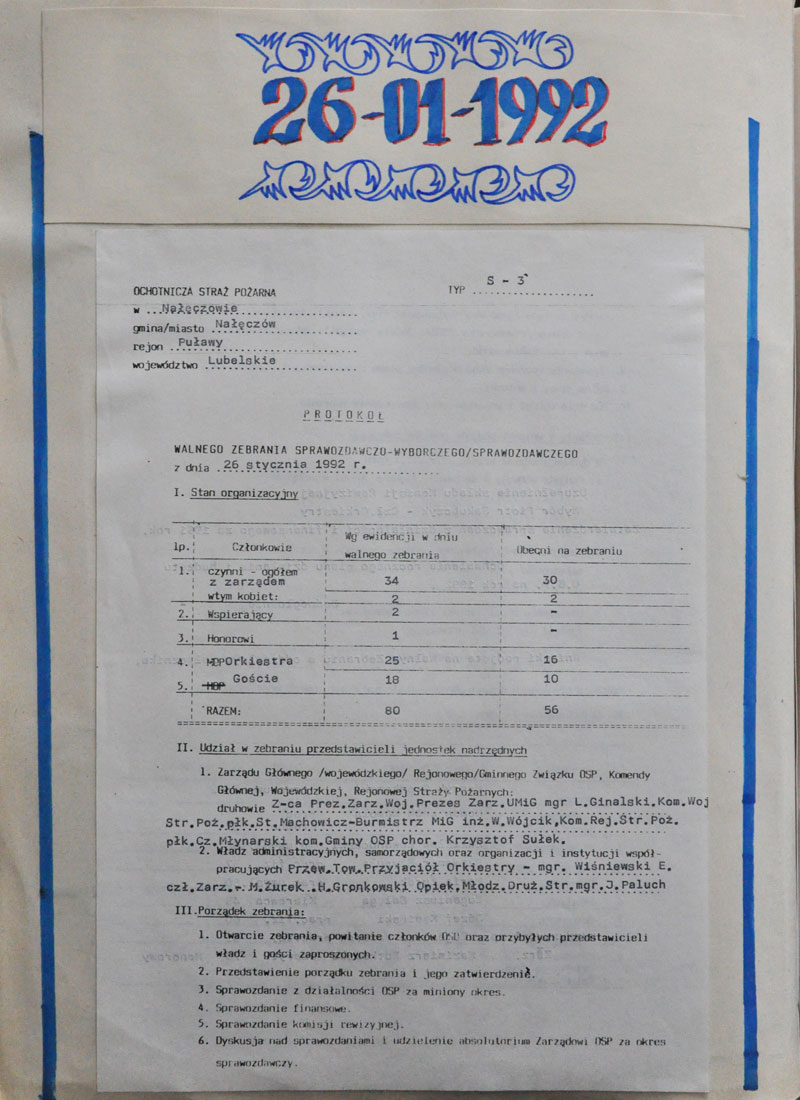 26-01-1992
S - 3
OCHOTNICZA STRAŻ POŻARNA TYP ....................
w ...Nałęczowie....................
gmina/miasto Nałęczów
rejon Puławy
województwo Lubelskie
PROTOKÓŁ
WALNEGO ZEBRANIA SPRAWOZDAWCZO-WYBORCZEGO/SPRAWOZDAWCZEGO
z dnia 26 stycznia 1992 r.
I. Stan organizacyjny
lp. Członkowie Wg ewidencji w dniu walnego zebrania Obecni na zebraniu
1. czynni - ogółem
z zarządem 34 30
wtym kobiet: 2 2
2. Wspierający 2 -
3. Honorowi 1 -
4. MDP Orkiestra 25 16
5. HDP Goście 18 10
RAZEM: 80 56
II. Udział w zebraniu przedstawicieli jednostek nadrzędnych
1. Zarządu Głównego /wojewódzkiego/ Rejonowego/Gminnego Związku OSP, Komendy
Głównej, Wojewódzkiej, Rejonowej Straży Pożarnych:
druhowie Z-ca Prez.Zarz.Woj.Prezes Zarz.UMiG mgr L.Ginalski.Kom.Woj
Str.Poż.płk.St.Machowicz-Burmistrz MiG inż.W.Wójcik,Kom.Rej.Str.Poż.
płk.Cz.Młynarski kom.Gminy OSP chor. Krzysztof Sułek.
2. Władz administracyjnych, samorządowych oraz organizacji i instytucji współ-
pracujących Przew.Tow.Przyjaciół Orkiestry - mgr. Wiśniewski E.
czł.Zarz.- M.Żurek .H.Gronkowski Opiek,Młodz.Druż.Str.mgr.J.Paluch
III.Porządek zebrania:
1. Otwarcie zebrania, powitanie członków OSP oraz przybyłych przedstawicieli
władz i gości zaproszonych.
2. Przedstawienie porządku zebrania i jego zatwierdzenie.
3. Sprawozdanie z działalności OSP za miniony okres.
4. Sprawozdanie finansowe.
5. Sprawozdanie komisji rewizyjnej.
6. Dyskusja nad sprawozdaniami i udzielenie absolutorium Zarządowi OSP za okres
sprawozdawczy.